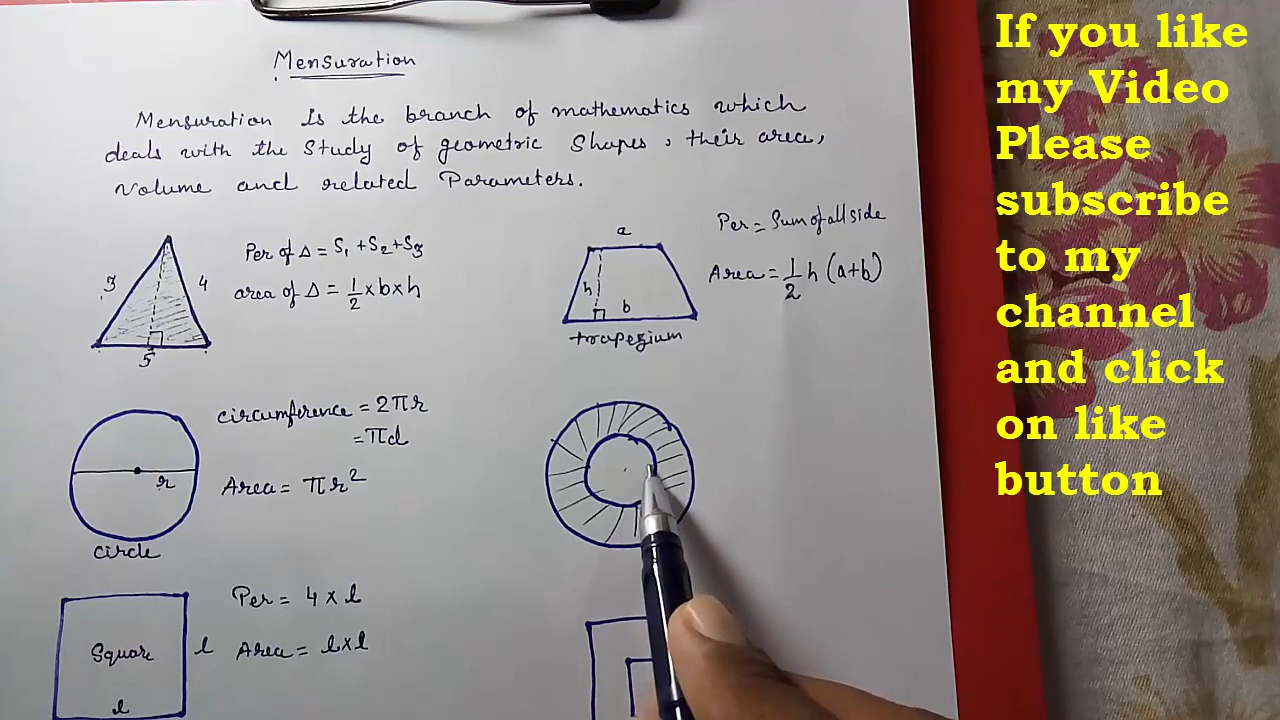 Mensuration
Mensuration Is the branch of mathematics which
deals with the Study of geometric Shapes, their area,
Volume and related Parameters.
3
4
5
Per of Δ = S₁ + S₂ + S₃
area of Δ = 1/2 × b × h
a
h
b
trapezium
Per = Sum of all side
Area = 1/2 h (a+b)
r
circle
circumference = 2πr
= πd
Area = πr²
Square
l
l
Per = 4 × l
Area = l×l
If you like
my Video
Please
subscribe
to my
channel
and click
on like
button